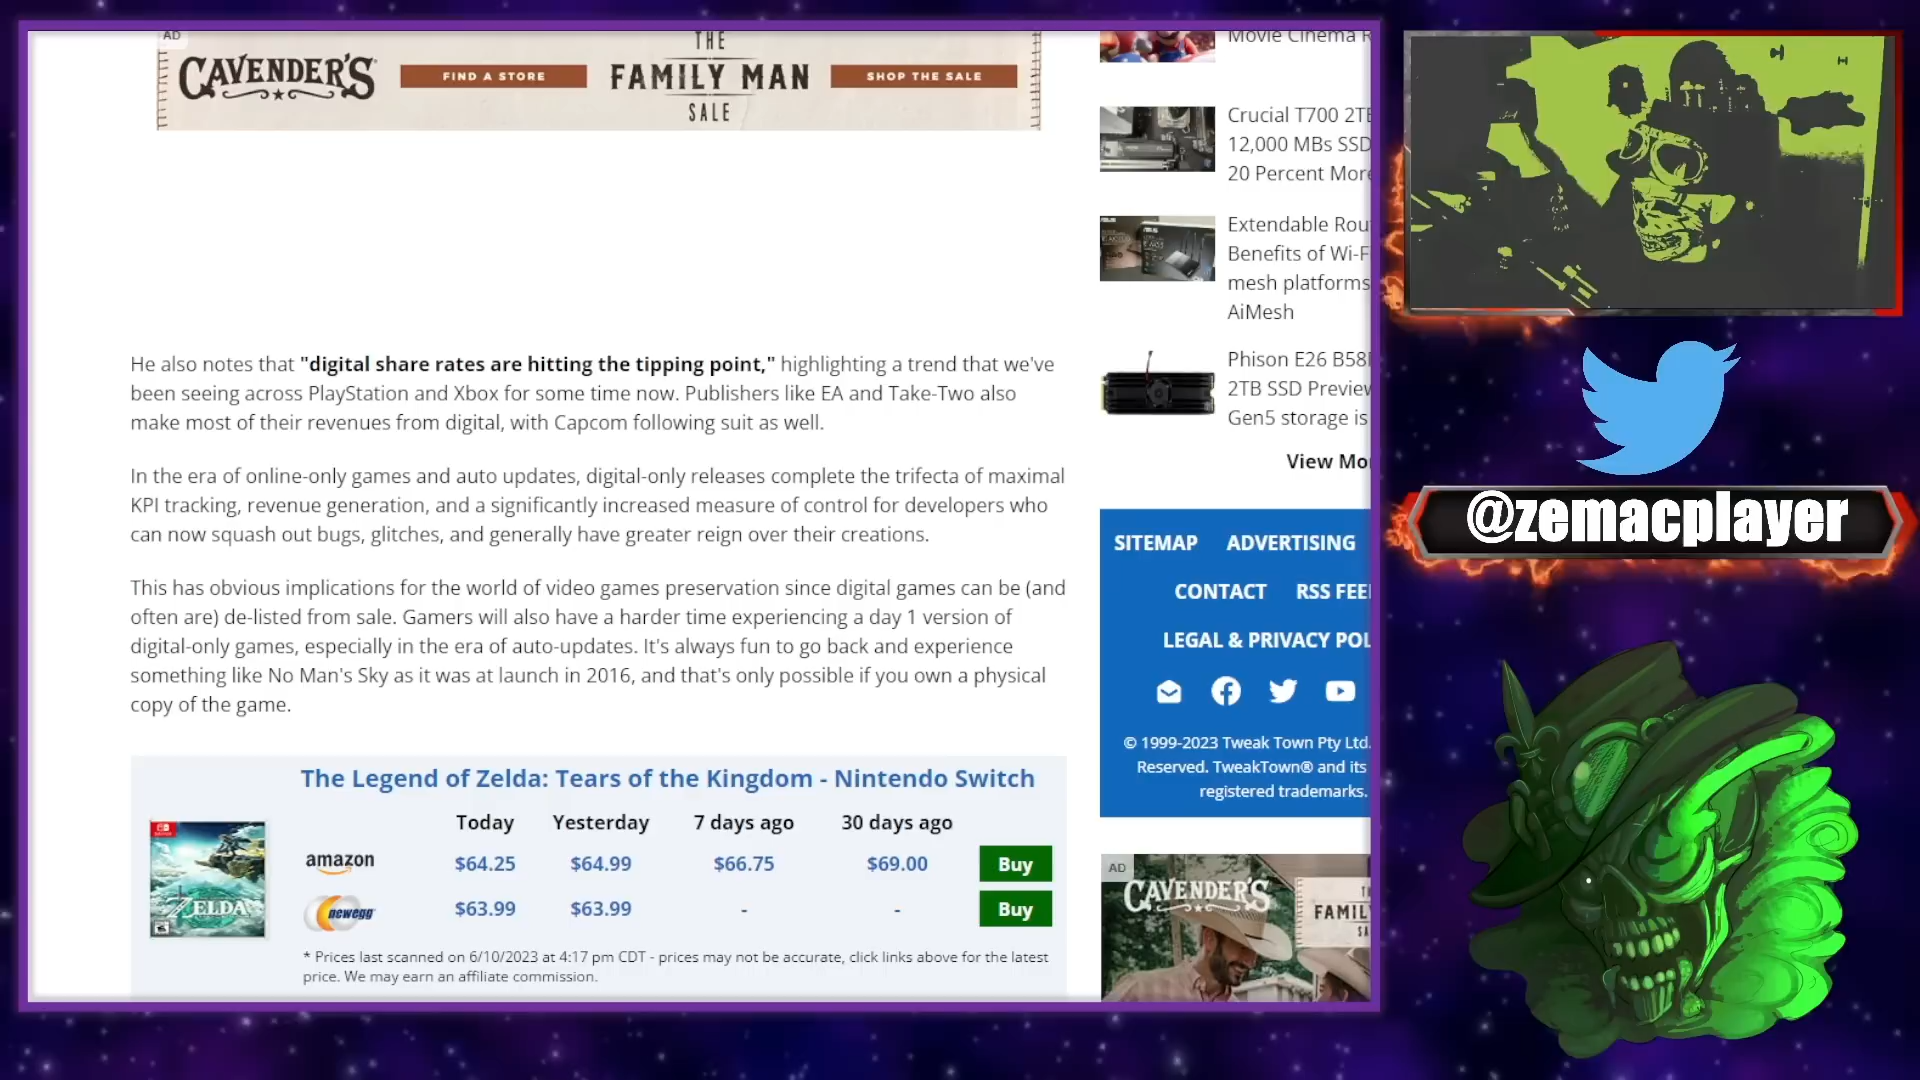 AD
CAVENDER'S
FIND A STORE
THE
FAMILY MAN
SALE
SHOP THE SALE
He also notes that "digital share rates are hitting the tipping point," highlighting a trend that we've
been seeing across PlayStation and Xbox for some time now. Publishers like EA and Take-Two also
make most of their revenues from digital, with Capcom following suit as well.
In the era of online-only games and auto updates, digital-only releases complete the trifecta of maximal
KPI tracking, revenue generation, and a significantly increased measure of control for developers who
can now squash out bugs, glitches, and generally have greater reign over their creations.
This has obvious implications for the world of video games preservation since digital games can be (and
often are) de-listed from sale. Gamers will also have a harder time experiencing a day 1 version of
digital-only games, especially in the era of auto-updates. It's always fun to go back and experience
something like No Man's Sky as it was at launch in 2016, and that's only possible if you own a physical
copy of the game.
The Legend of Zelda: Tears of the Kingdom - Nintendo Switch
Today Yesterday 7 days ago 30 days ago
amazon $64.25 $64.99 $66.75 $69.00 Buy
newegg $63.99 $63.99 - - Buy
ZELDA
* Prices last scanned on 6/10/2023 at 4:17 pm CDT - prices may not be accurate, click links above for the latest
price. We may earn an affiliate commission.
Movie Cinema R
Crucial T700 2TB
12,000 MBs SSD
20 Percent More
Extendable Rou
Benefits of Wi-F
mesh platforms
AiMesh
Phison E26 B58
2TB SSD Preview
Gen5 storage is
View Mo
SITEMAP ADVERTISING
CONTACT RSS FEE
LEGAL & PRIVACY POL
© 1999-2023 Tweak Town Pty Ltd.
Reserved. TweakTown® and its
registered trademarks.
AD
CAVENDER'S
FAMIL
@zemacplayer